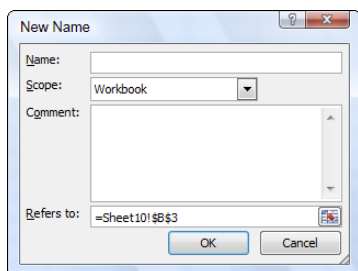 New Name
Name:
Scope: Workbook
Comment:
Refers to: =Sheet10!$B$3
OK Cancel